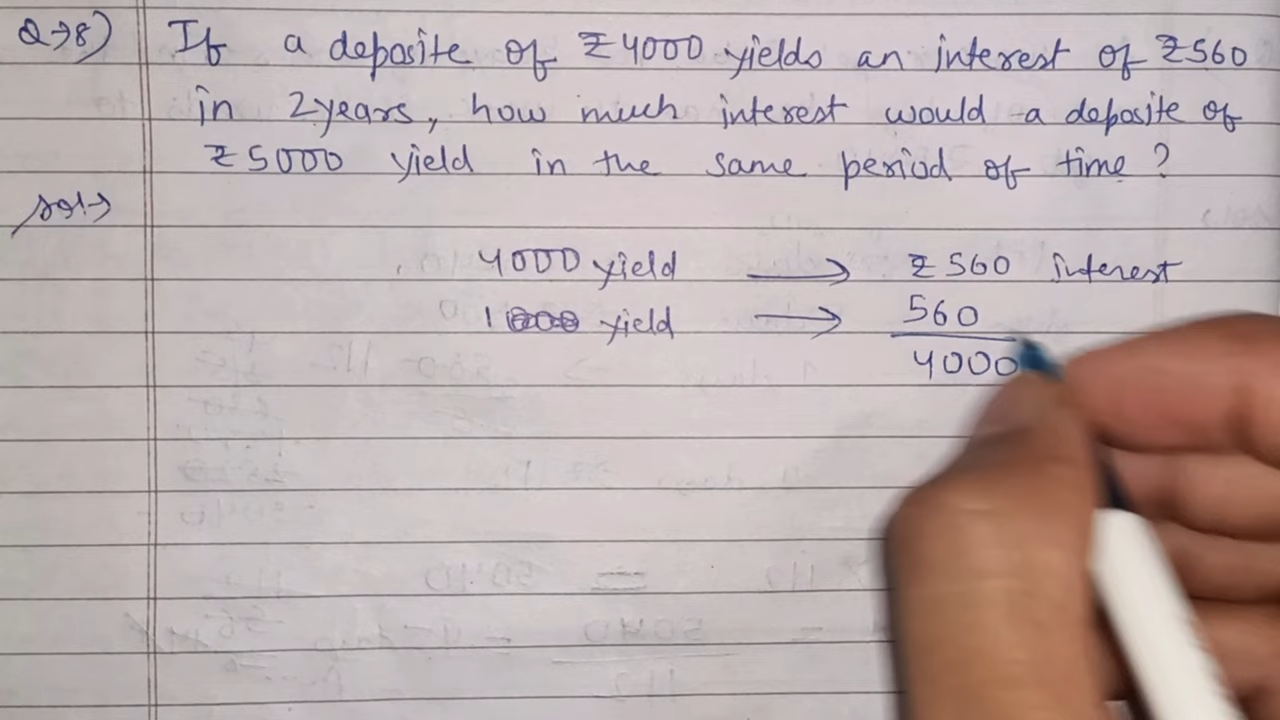 Q→8) If a deposite of ₹4000 yields an interest of ₹560
in 2years, how much interest would a deposite of
₹5000 yield in the same period of time?
Sol→
4000 yield → ₹560 interest
1 yield → 560
4000